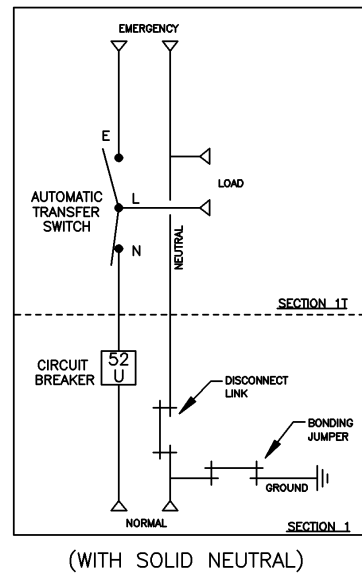 EMERGENCY
E
LOAD
AUTOMATIC
TRANSFER
SWITCH
L
NEUTRAL
N
SECTION 1T
CIRCUIT
BREAKER
52
U
DISCONNECT
LINK
BONDING
JUMPER
GROUND
NORMAL
SECTION 1
(WITH SOLID NEUTRAL)